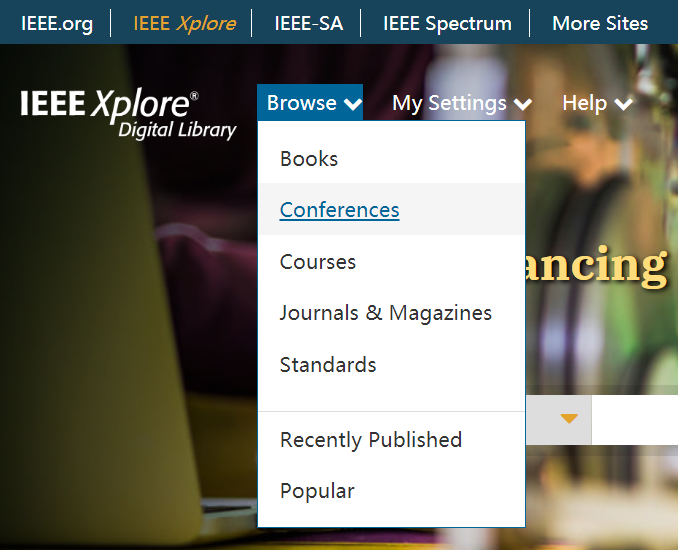 IEEE.org IEEE Xplore IEEE-SA IEEE Spectrum More Sites
IEEE Xplore®
Digital Library
Browse My Settings Help
Books
Conferences
Courses
Journals & Magazines
Standards
Recently Published
Popular
ancing